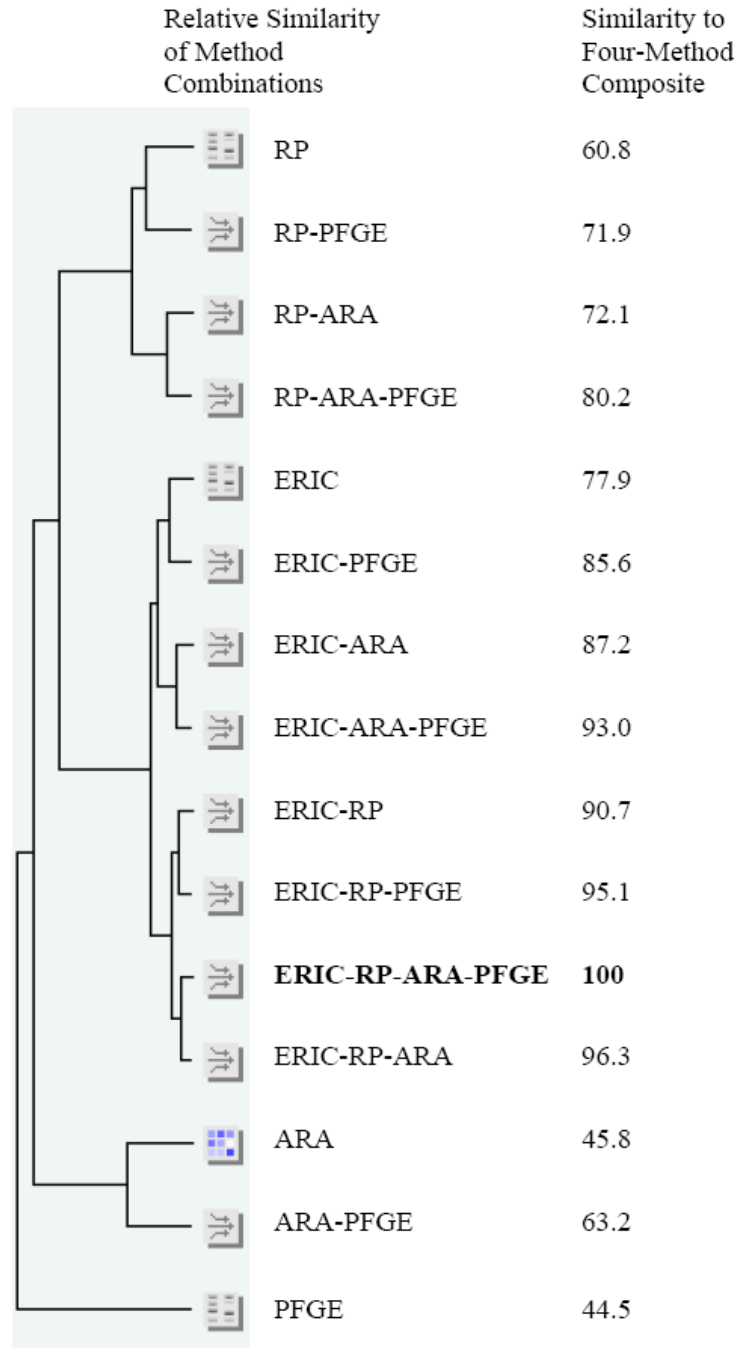 Relative Similarity
of Method
Combinations
Similarity to
Four-Method
Composite
RP 60.8
RP-PFGE 71.9
RP-ARA 72.1
RP-ARA-PFGE 80.2
ERIC 77.9
ERIC-PFGE 85.6
ERIC-ARA 87.2
ERIC-ARA-PFGE 93.0
ERIC-RP 90.7
ERIC-RP-PFGE 95.1
ERIC-RP-ARA-PFGE 100
ERIC-RP-ARA 96.3
ARA 45.8
ARA-PFGE 63.2
PFGE 44.5